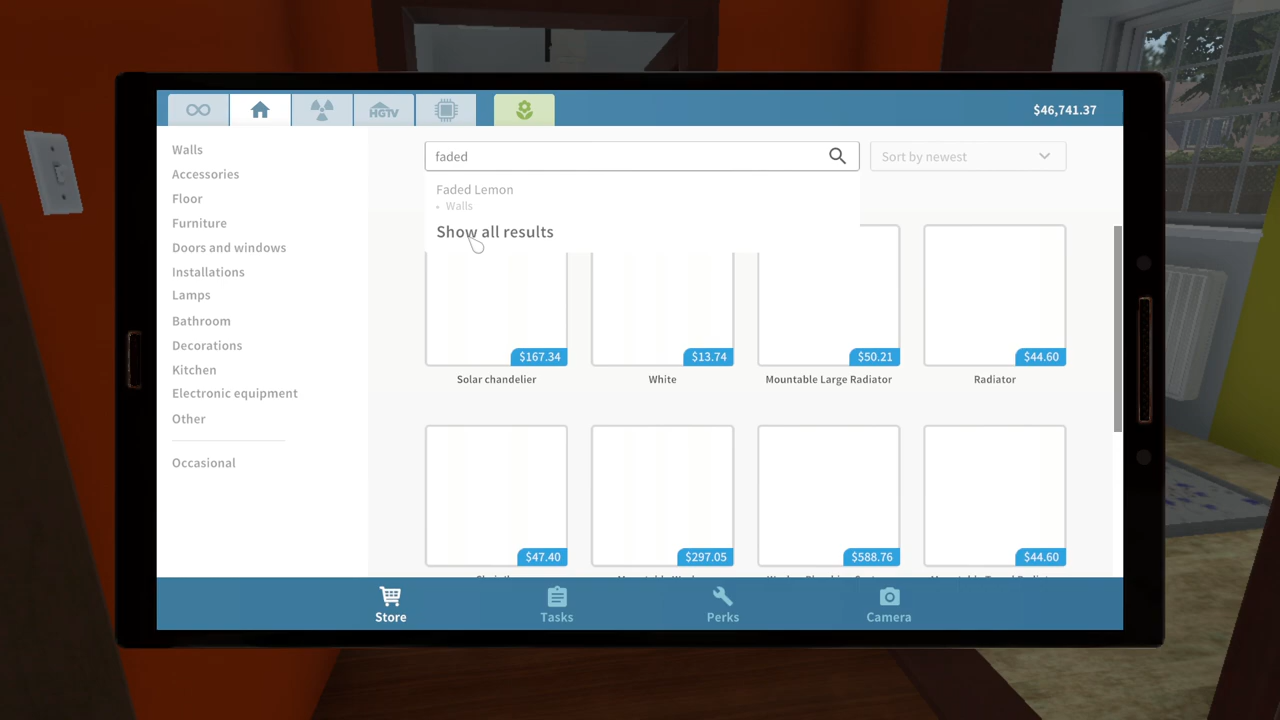 HGTV
$46,741.37
faded
Sort by newest
Faded Lemon
• Walls
Show all results
Walls
Accessories
Floor
Furniture
Doors and windows
Installations
Lamps
Bathroom
Decorations
Kitchen
Electronic equipment
Other
Occasional
$167.34
$13.74
$50.21
$44.60
Solar chandelier
White
Mountable Large Radiator
Radiator
$47.40
$297.05
$588.76
$44.60
Store
Tasks
Perks
Camera